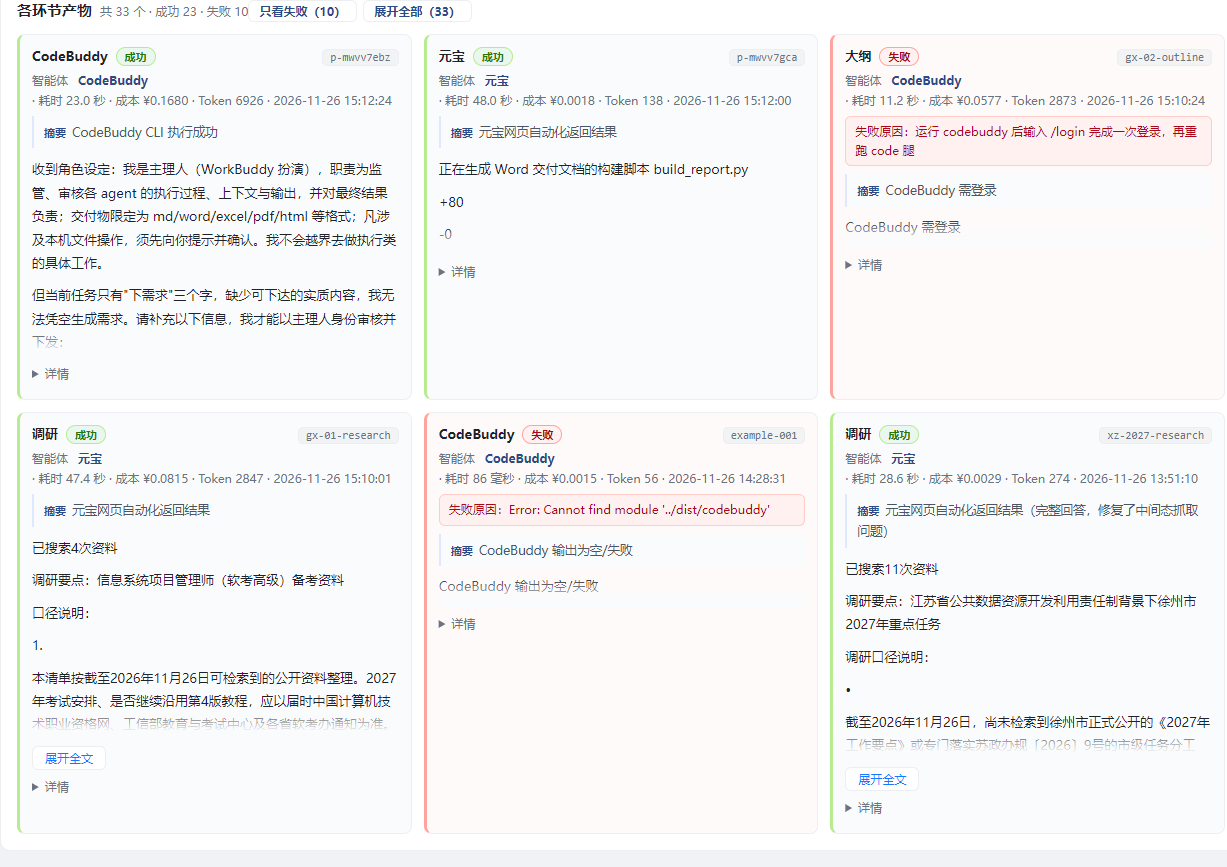 各环节产物 共 33 个 · 成功 23 · 失败 10 只看失败（10） 展开全部（33）
CodeBuddy 成功 p-mwvv7ebz
智能体 CodeBuddy
· 耗时 23.0 秒 · 成本 ¥0.1680 · Token 6926 · 2026-11-26 15:12:24
摘要 CodeBuddy CLI 执行成功
收到角色设定：我是主理人（WorkBuddy 扮演），职责为监
管、审核各 agent 的执行过程、上下文与输出，并对最终结果
负责；交付物限定为 md/word/excel/pdf/html 等格式；凡涉
及本机文件操作，须先向你提示并确认。我不会越界去做执行类
的具体工作。
但当前任务只有"下需求"三个字，缺少可下达的实质内容，我无
法凭空生成需求。请补充以下信息，我才能以主理人身份审核并
下发：
▶ 详情
元宝 成功 p-mwvv7gca
智能体 元宝
· 耗时 48.0 秒 · 成本 ¥0.0018 · Token 138 · 2026-11-26 15:12:00
摘要 元宝网页自动化返回结果
正在生成 Word 交付文档的构建脚本 build_report.py
+80
-0
▶ 详情
大纲 失败 gx-02-outline
智能体 CodeBuddy
· 耗时 11.2 秒 · 成本 ¥0.0577 · Token 2873 · 2026-11-26 15:10:24
失败原因：运行 codebuddy 后输入 /login 完成一次登录，再重
跑 code 腿
摘要 CodeBuddy 需登录
CodeBuddy 需登录
▶ 详情
调研 成功 gx-01-research
智能体 元宝
· 耗时 47.4 秒 · 成本 ¥0.0815 · Token 2847 · 2026-11-26 15:10:01
摘要 元宝网页自动化返回结果
已搜索4次资料
调研要点：信息系统项目管理师（软考高级）备考资料
口径说明：
1.
本清单按截至2026年11月26日可检索到的公开资料整理。2027
年考试安排、是否继续沿用第4版教程，应以届时中国计算机技
术职业资格网、工信部教育与考试中心及各省软考办通知为准。
展开全文
▶ 详情
CodeBuddy 失败 example-001
智能体 CodeBuddy
· 耗时 86 毫秒 · 成本 ¥0.0015 · Token 56 · 2026-11-26 14:28:31
失败原因：Error: Cannot find module '../dist/codebuddy'
摘要 CodeBuddy 输出为空/失败
CodeBuddy 输出为空/失败
▶ 详情
调研 成功 xz-2027-research
智能体 元宝
· 耗时 28.6 秒 · 成本 ¥0.0029 · Token 274 · 2026-11-26 13:51:10
摘要 元宝网页自动化返回结果（完整回答，修复了中间态抓取
问题）
已搜索11次资料
调研要点：江苏省公共数据资源开发利用责任制背景下徐州市
2027年重点任务
调研口径说明：
•
截至2026年11月26日，尚未检索到徐州市正式公开的《2027年
工作要点》或专门落实苏政办规〔2026〕9号的市级任务分工
展开全文
▶ 详情